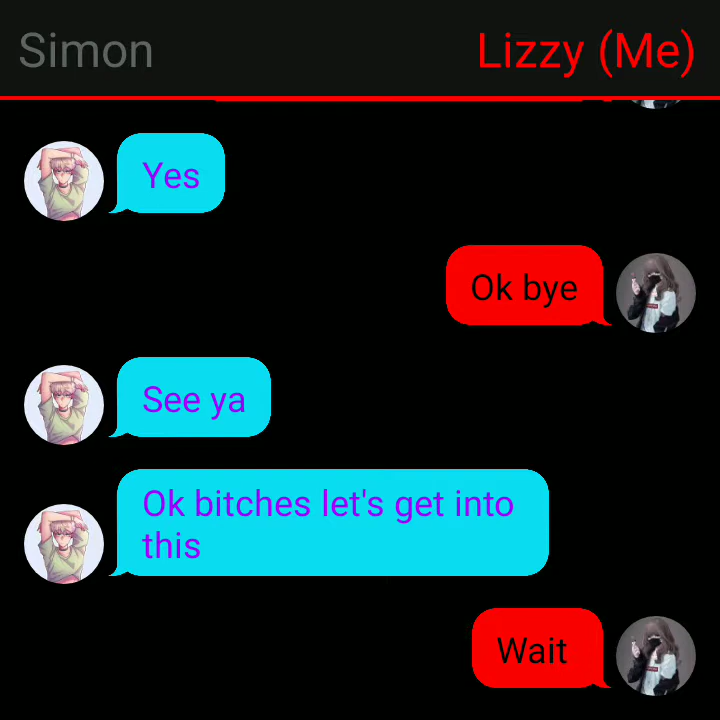 Simon
Lizzy (Me)
Yes
Ok bye
See ya
Ok bitches let's get into
this
Wait